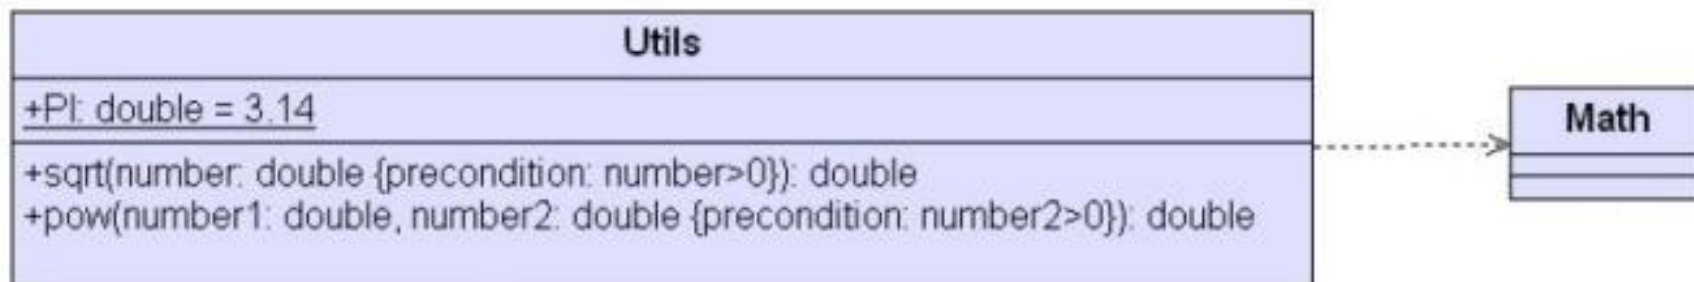 Utils
+PI: double = 3.14
+sqrt(number: double {precondition: number>0}): double
+pow(number1: double, number2: double {precondition: number2>0}): double
Math